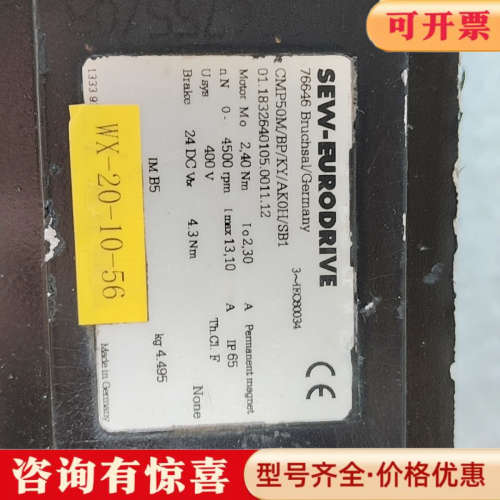 可开票
SEW-EURODRIVE
76646 Bruchsal/Germany
CMP50M/BP/KY/AK0H/SB1
3~IEC60034
01.1832640105.0011.12
Motor Mo 2,40 Nm Io 2,30 A Permanent magnet
nN 0- 4500 rpm Imax 13,10 A IP 65
Usys 400 V Th.Cl. F
Brake 24 DC V 4.3 Nm None
IM B5 kg 4.495
Made in Germany
WX-20-10-56
咨询有惊喜
型号齐全·价格优惠